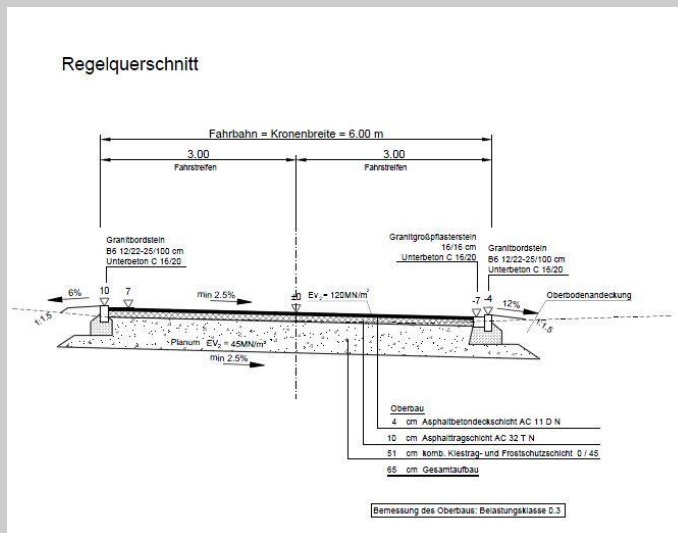 Regelquerschnitt
Fahrbahn = Kronenbreite = 6.00 m
3.00
3.00
Fahrstreifen
Fahrstreifen
Granitbordstein
B6 12/22-25/100 cm
Unterbeton C 16/20
Granitgroßpflasterstein
16/16 cm
Unterbeton C 16/20
Granitbordstein
B6 12/22-25/100 cm
Unterbeton C 16/20
6%
10
7
min 2.5%
±0
Ev₂ = 120MN/m²
-7
-4
12%
Oberbodenandeckung
1:1.5
1:1.5
Planum EV₂ = 45MN/m²
min 2.5%
Oberbau
4 cm Asphaltbetondeckschicht AC 11 D N
10 cm Asphalttragschicht AC 32 T N
51 cm komb. Kiestrag- und Frostschutzschicht 0 / 45
65 cm Gesamtaufbau
Bemessung des Oberbaus: Belastungsklasse 0.3